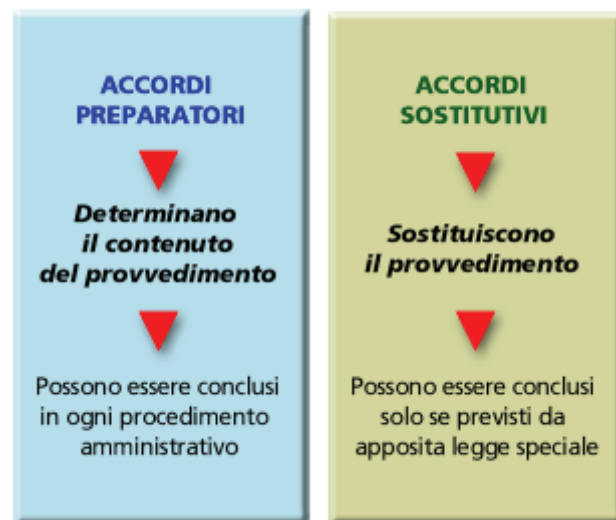 ACCORDI
PREPARATORI
Determinano
il contenuto
del provvedimento
Possono essere conclusi
in ogni procedimento
amministrativo
ACCORDI
SOSTITUTIVI
Sostituiscono
il provvedimento
Possono essere conclusi
solo se previsti da
apposita legge speciale